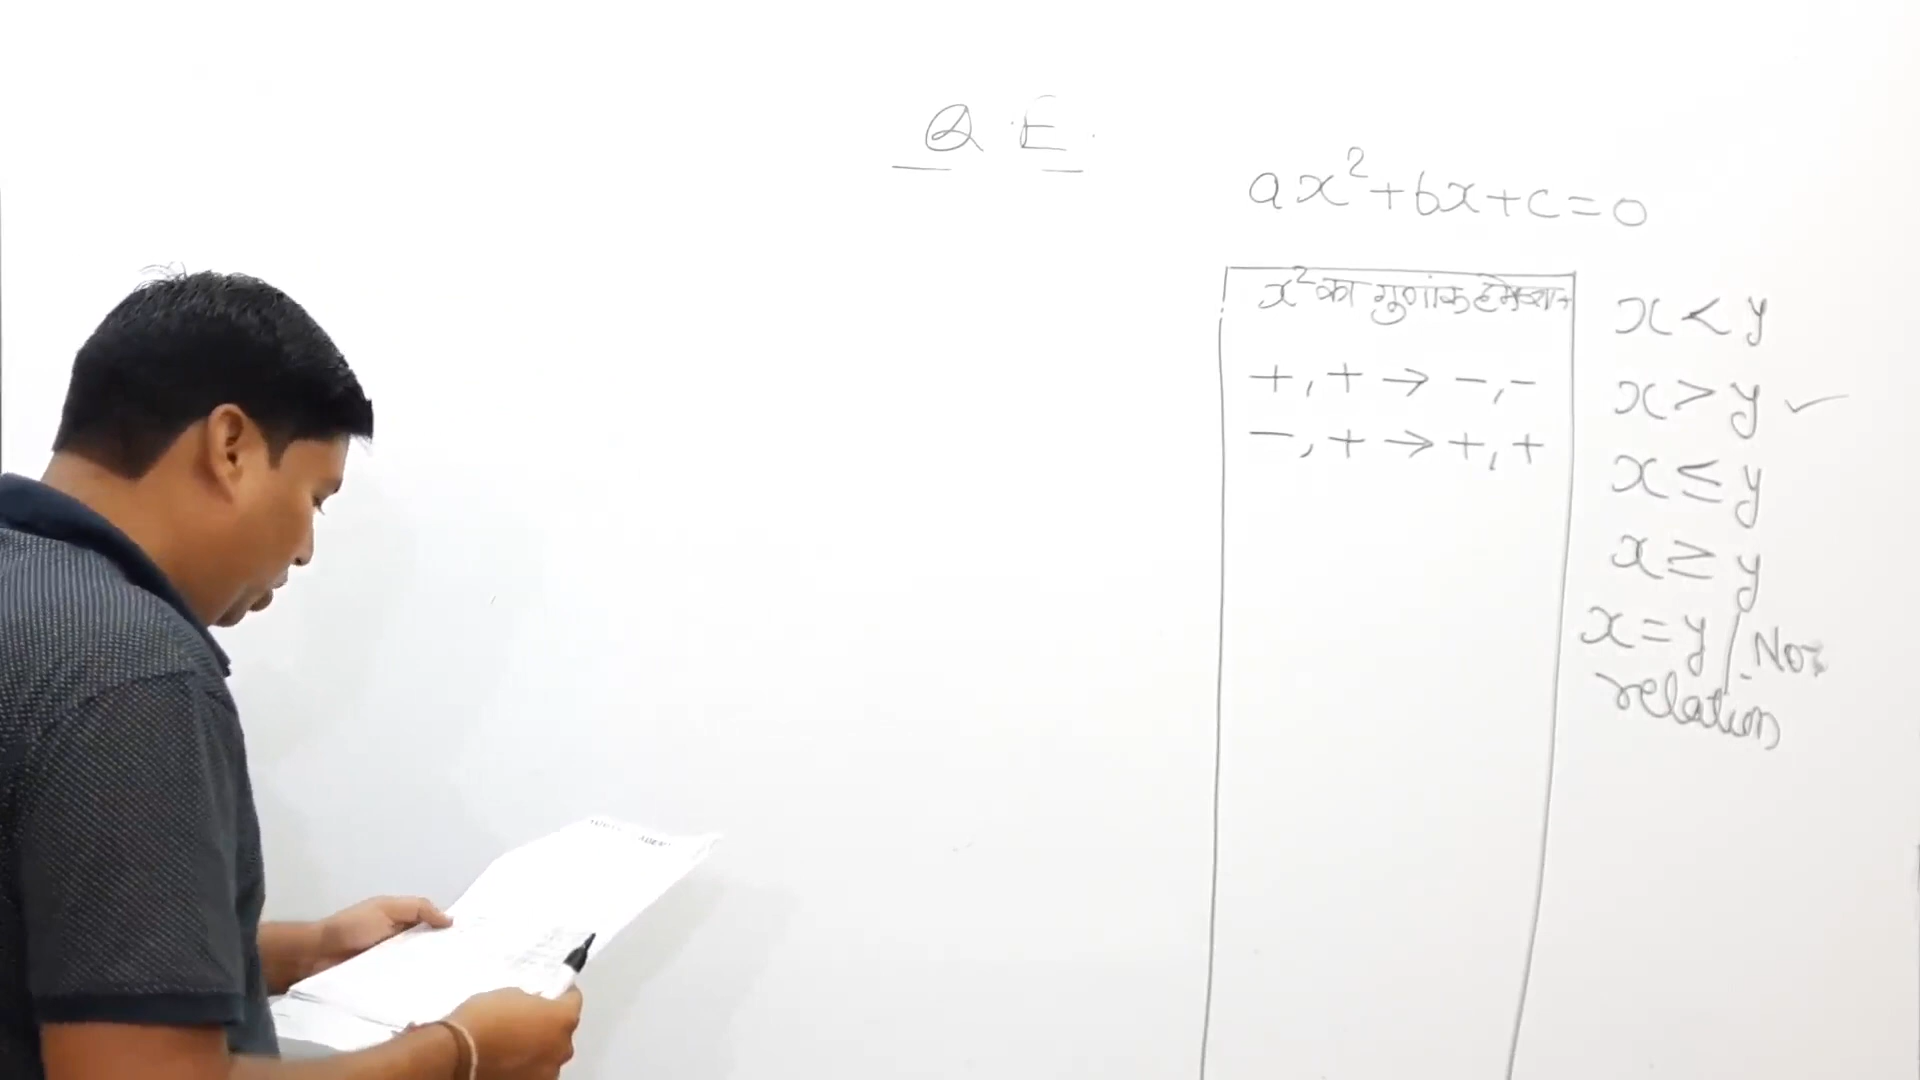 Q.E.
ax²+bx+c=0
x² का गुणांक हमेशा +
+, + → -, -
-, + → +, +
x < y
x > y ✓
x ≤ y
x ≥ y
x = y / No
relation